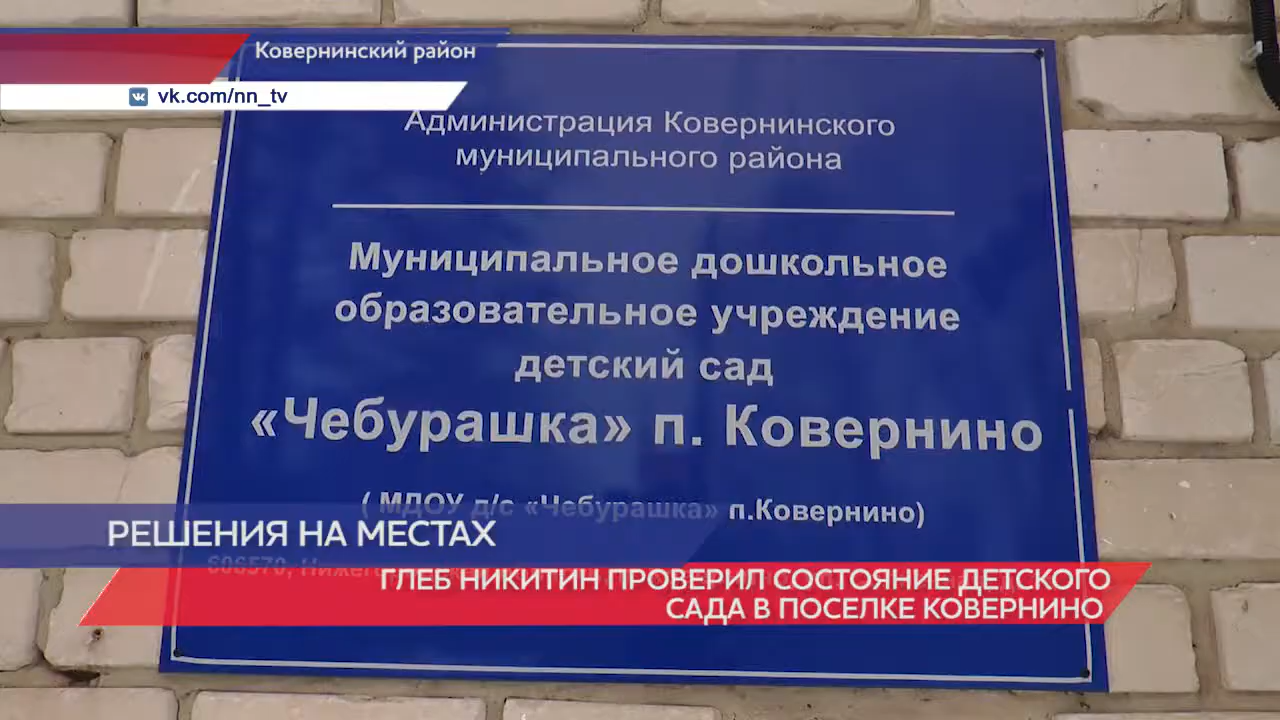 Ковернинский район
vk.com/nn_tv
Администрация Ковернинского
муниципального района
Муниципальное дошкольное
образовательное учреждение
детский сад
«Чебурашка» п. Ковернино
( МДОУ д/с «Чебурашка» п.Ковернино)
РЕШЕНИЯ НА МЕСТАХ
606570,
ГЛЕБ НИКИТИН ПРОВЕРИЛ СОСТОЯНИЕ ДЕТСКОГО
САДА В ПОСЕЛКЕ КОВЕРНИНО